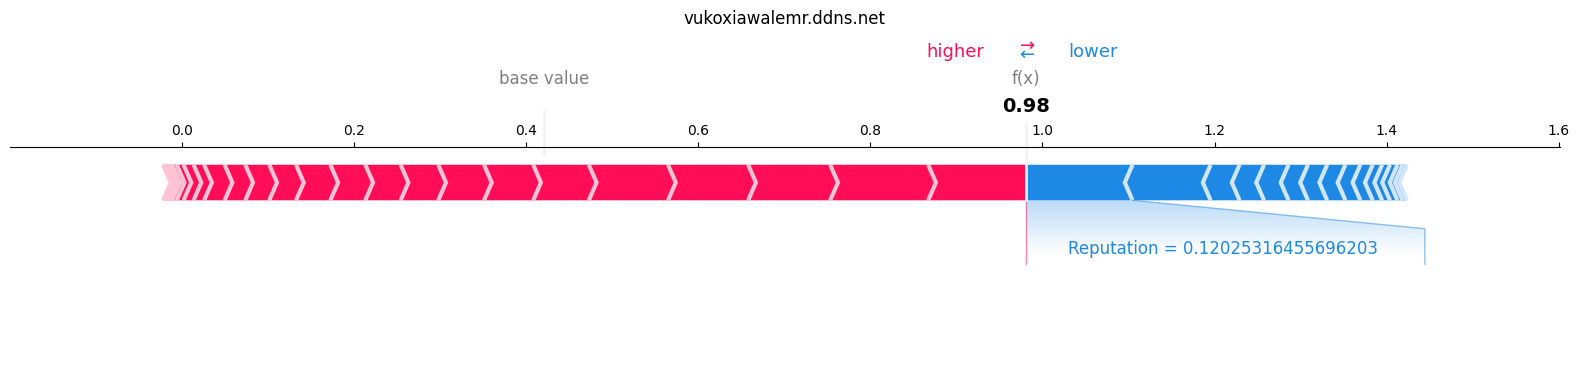 vukoxiawalemr.ddns.net
higher ⇄ lower
base value f(x)
0.98
0.0 0.2 0.4 0.6 0.8 1.0 1.2 1.4 1.6
Reputation = 0.12025316455696203